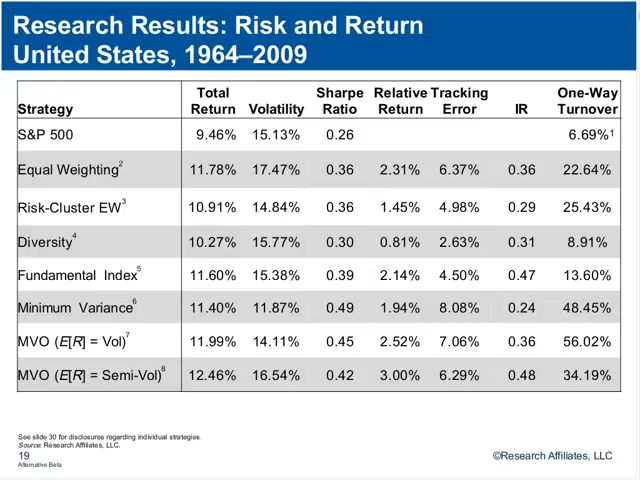 Research Results: Risk and Return
United States, 1964–2009
Strategy Total Return Volatility Sharpe Ratio Relative Return Tracking Error IR One-Way Turnover
S&P 500 9.46% 15.13% 0.26 6.69%¹
Equal Weighting² 11.78% 17.47% 0.36 2.31% 6.37% 0.36 22.64%
Risk-Cluster EW³ 10.91% 14.84% 0.36 1.45% 4.98% 0.29 25.43%
Diversity⁴ 10.27% 15.77% 0.30 0.81% 2.63% 0.31 8.91%
Fundamental Index⁵ 11.60% 15.38% 0.39 2.14% 4.50% 0.47 13.60%
Minimum Variance⁶ 11.40% 11.87% 0.49 1.94% 8.08% 0.24 48.45%
MVO (E[R] = Vol)⁷ 11.99% 14.11% 0.45 2.52% 7.06% 0.36 56.02%
MVO (E[R] = Semi-Vol)⁸ 12.46% 16.54% 0.42 3.00% 6.29% 0.48 34.19%
See slide 30 for disclosures regarding individual strategies.
Source: Research Affiliates, LLC.
19 ©Research Affiliates, LLC
Alternative Beta